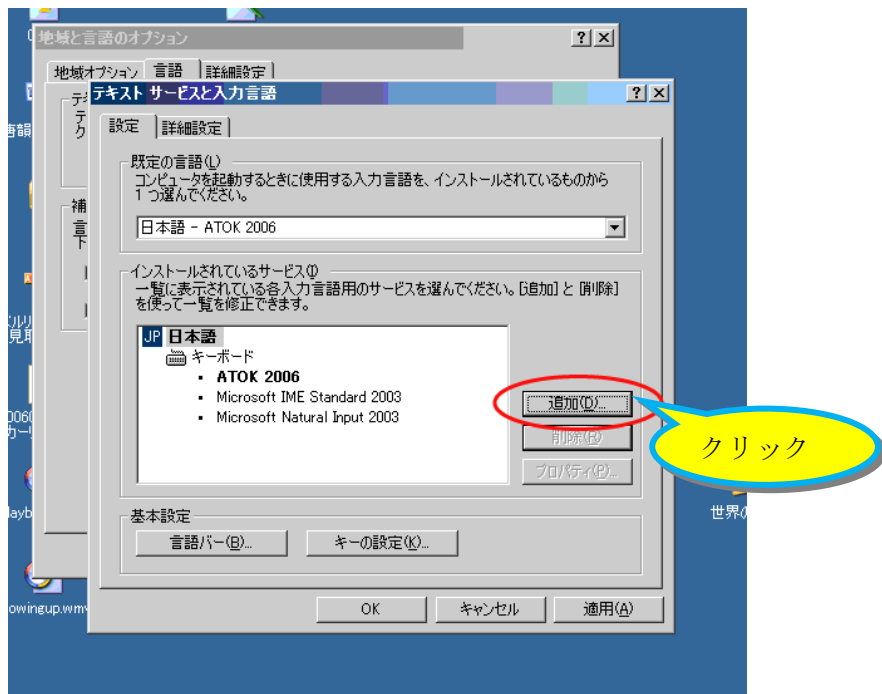 地域と言語のオプション
地域オプション 言語 詳細設定
テキスト サービスと入力言語
設定 詳細設定
既定の言語(L)
コンピュータを起動するときに使用する入力言語を、インストールされているものから
1 つ選んでください。
日本語 - ATOK 2006
インストールされているサービス(I)
一覧に表示されている各入力言語用のサービスを選んでください。[追加] と [削除]
を使って一覧を修正できます。
JP 日本語
キーボード
・ ATOK 2006
・ Microsoft IME Standard 2003
・ Microsoft Natural Input 2003
追加(D)...
削除(R)
プロパティ(P)...
クリック
基本設定
言語バー(B)...
キーの設定(K)...
OK
キャンセル
適用(A)
補
言
下
テ
ク
世界の
owingup.wmv